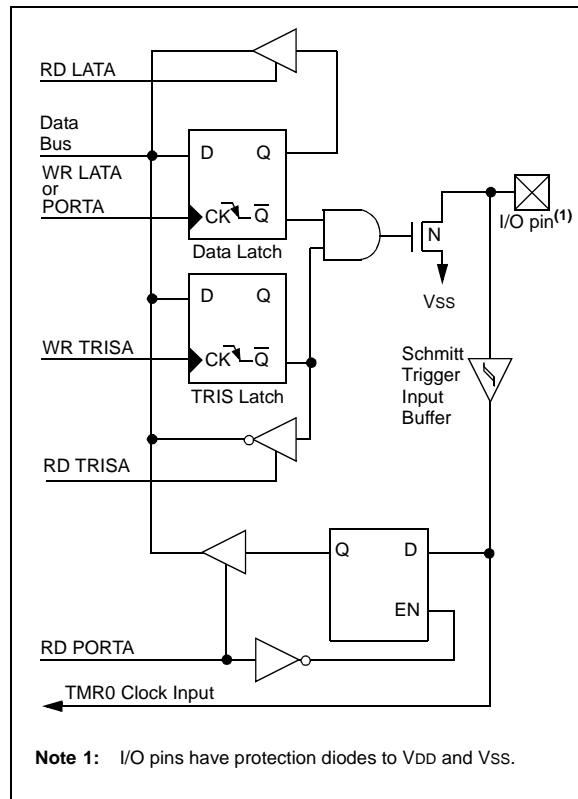 RD LATA
Data
Bus
WR LATA
or
PORTA
D Q
CK Q̅
Data Latch
N
I/O pin(1)
VSS
D Q
WR TRISA
CK Q̅
TRIS Latch
Schmitt
Trigger
Input
Buffer
RD TRISA
Q D
EN
RD PORTA
TMR0 Clock Input
Note 1: I/O pins have protection diodes to VDD and VSS.